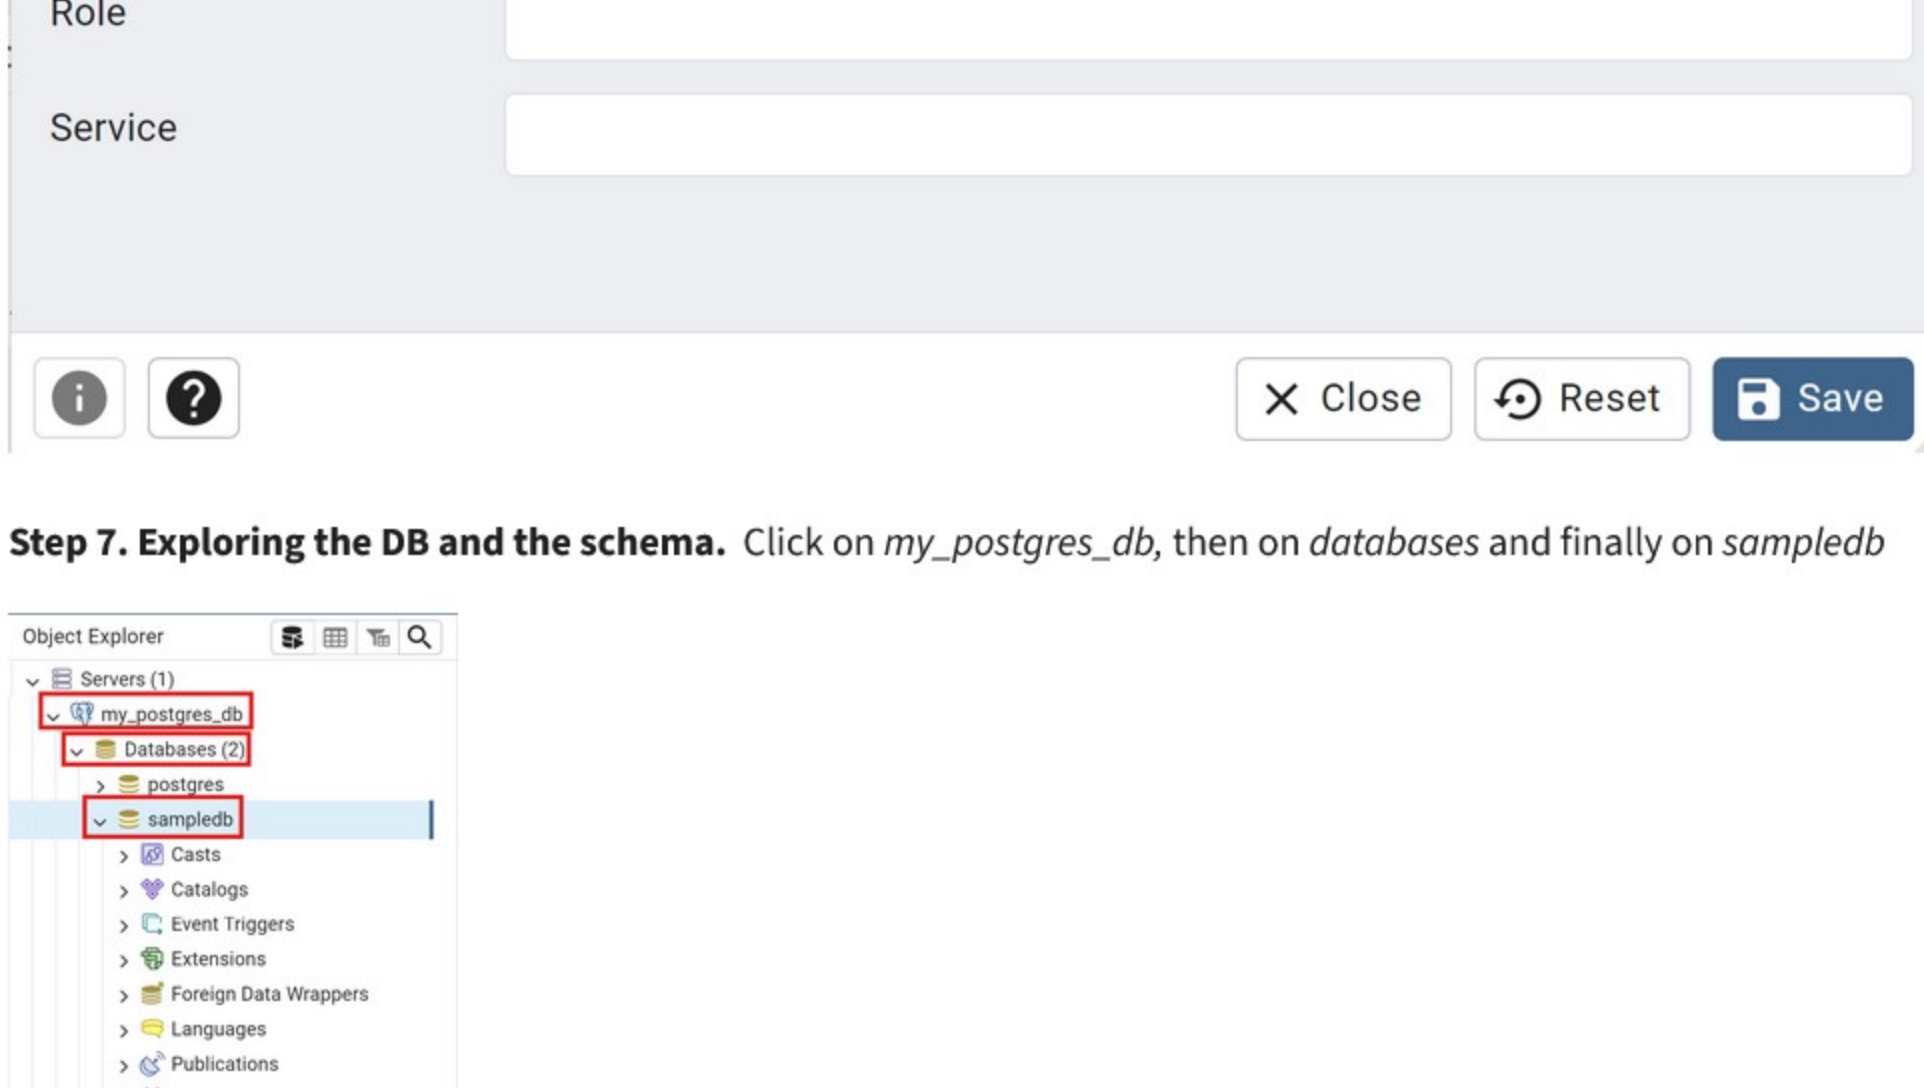 Role
Service
Close
Reset
Save
Step 7. Exploring the DB and the schema. Click on my_postgres_db, then on databases and finally on sampledb
Object Explorer
Servers (1)
my_postgres_db
Databases (2)
postgres
sampledb
Casts
Catalogs
Event Triggers
Extensions
Foreign Data Wrappers
Languages
Publications